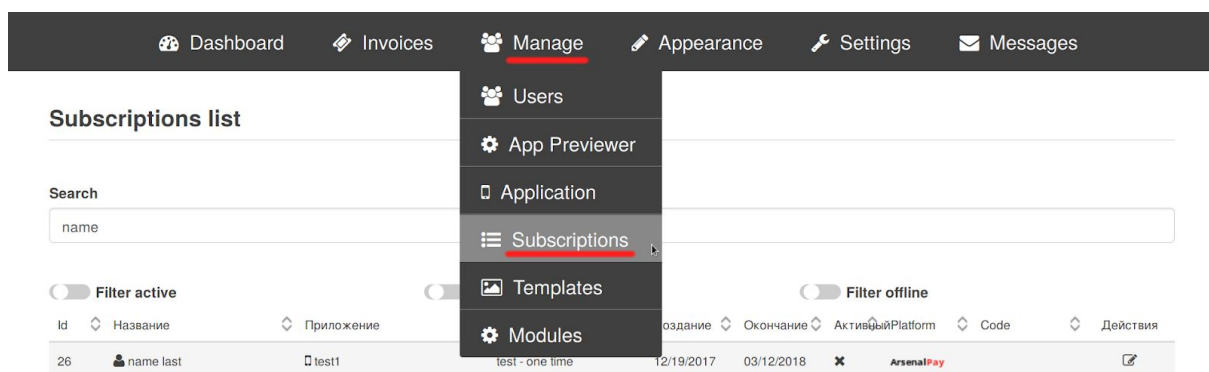 Dashboard Invoices Manage Appearance Settings Messages
Users
Subscriptions list
App Previewer
Search
Application
name
Subscriptions
Filter active
Templates
Filter offline
Id Название Приложение Окончание Platform Code Действия
Modules
26 name last test1 test - one time 12/19/2017 03/12/2018 ArsenalPay